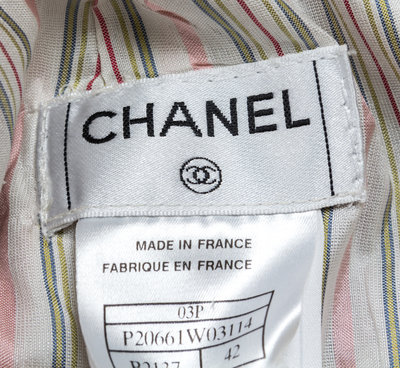 CHANEL
MADE IN FRANCE
FABRIQUE EN FRANCE
03P
P20661W03114
42